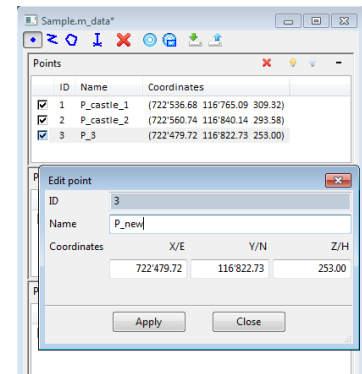 Sample.m_data*
Points
ID Name Coordinates
1 P_castle_1 (722'536.68 116'765.09 309.32)
2 P_castle_2 (722'560.74 116'840.14 293.58)
3 P_3 (722'479.72 116'822.73 253.00)
P
Edit point
ID 3
Name P_new
Coordinates X/E Y/N Z/H
722'479.72 116'822.73 253.00
P
Apply Close